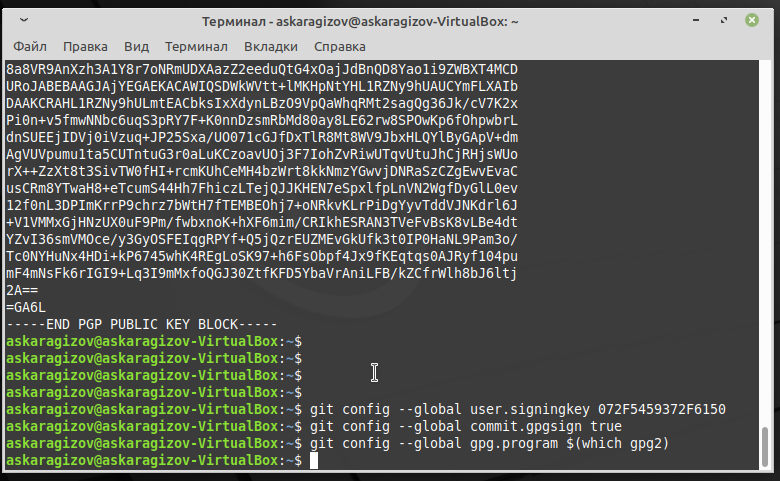 Терминал - askaragizov@askaragizov-VirtualBox: ~
Файл Правка Вид Терминал Вкладки Справка
8a8VR9AnXzh3A1Y8r7oNRmUDXAazZ2eeduQtG4xOajJdBnQD8Yao1i9ZWBXT4MCD
URoJABEBAAGJAjYEGAEKACAWIQSDWkWVtt+lMKHpNtYHL1RZNy9hUAUCYmFLXAIb
DAAKCRAHL1RZNy9hULmtEACbksIxXdynLBzO9VpQaWhqRMt2sagQg36Jk/cV7K2x
Pi0n+v5fmwNNbc6uqS3pRY7F+K0nnDzsmRbMd80ay8LE62rw8SPOwKp6fOhpwbrL
dnSUEEjIDVj0iVzuq+JP25Sxa/UO071cGJfDxTlR8Mt8WV9JbxHLQYlByGApV+dm
AgVUVpumu1ta5CUTntuG3r0aLuKCzoavUOj3F7IohZvRiwUTqvUtuJhCjRHjsWUo
rX++ZzXt8t3SivTW0fHI+rcmKUhCeMH4bzWrt8kkNmzYGwvjDNRaSzCZgEwvEvaC
usCRm8YTwaH8+eTcumS44Hh7FhiczLTejQJJKHEN7eSpxlfpLnVN2WgfDyGlL0ev
12f0nL3DPImKrrP9chrz7bWtH7fTEMBEOhj7+oNRkvKLrPiDgYyvTddVJNKdrl6J
+V1VMMxGjHNzUX0uF9Pm/fwbxnoK+hXF6mim/CRIkhESRAN3TVeFvBsK8vLBe4dt
YZvI36smVMOce/y3GyOSFEIqgRPYf+Q5jQzrEUZMEvGkUfk3t0IP0HaNL9Pam3o/
Tc0NYHuNx4HDi+kP6745whK4REgLoSK97+h6FsObpf4Jx9fKEqtqs0AJRyf104pu
mF4mNsFk6rIGI9+Lq3I9mMxfoQGJ30ZtfKFD5YbaVrAniLFB/kZCfrWlh8bJ6ltj
2A==
=GA6L
-----END PGP PUBLIC KEY BLOCK-----
askaragizov@askaragizov-VirtualBox:~$
askaragizov@askaragizov-VirtualBox:~$
askaragizov@askaragizov-VirtualBox:~$
askaragizov@askaragizov-VirtualBox:~$
askaragizov@askaragizov-VirtualBox:~$ git config --global user.signingkey 072F5459372F6150
askaragizov@askaragizov-VirtualBox:~$ git config --global commit.gpgsign true
askaragizov@askaragizov-VirtualBox:~$ git config --global gpg.program $(which gpg2)
askaragizov@askaragizov-VirtualBox:~$